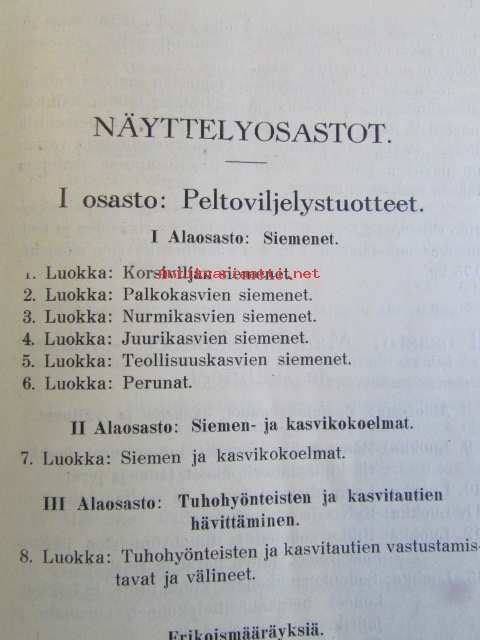 NÄYTTELYOSASTOT.
I osasto: Peltoviljelystuotteet.
I Alaosasto: Siemenet.
1. Luokka: Korsiviljan siemenet.
2. Luokka: Palkokasvien siemenet.
3. Luokka: Nurmikasvien siemenet.
4. Luokka: Juurikasvien siemenet.
5. Luokka: Teollisuuskasvien siemenet.
6. Luokka: Perunat.
II Alaosasto: Siemen- ja kasvikokoelmat.
7. Luokka: Siemen ja kasvikokoelmat.
III Alaosasto: Tuhohyönteisten ja kasvitautien
hävittäminen.
8. Luokka: Tuhohyönteisten ja kasvitautien vastustamis-
tavat ja välineet.
Erikoismääräyksiä.